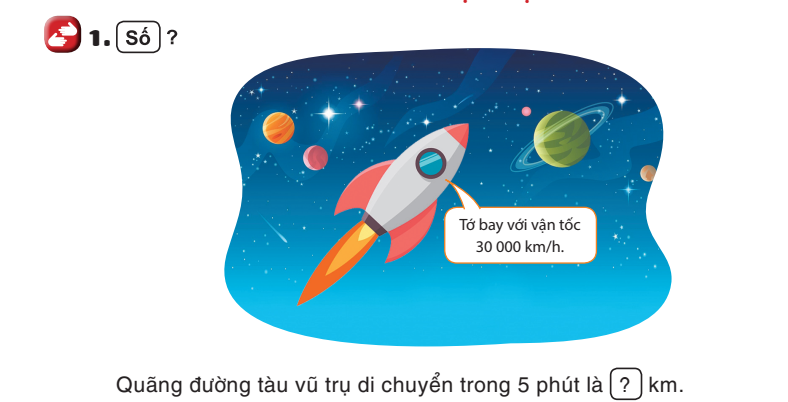 1. Số ?
Tớ bay với vận tốc
30 000 km/h.
Quãng đường tàu vũ trụ di chuyển trong 5 phút là ? km.